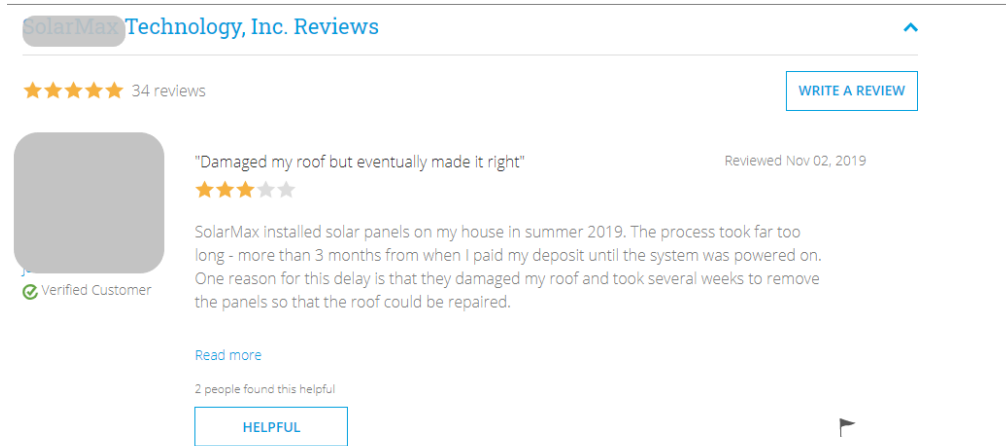 SolarMax Technology, Inc. Reviews
34 reviews
WRITE A REVIEW
"Damaged my roof but eventually made it right"
Reviewed Nov 02, 2019
SolarMax installed solar panels on my house in summer 2019. The process took far too
long - more than 3 months from when I paid my deposit until the system was powered on.
One reason for this delay is that they damaged my roof and took several weeks to remove
the panels so that the roof could be repaired.
Verified Customer
Read more
2 people found this helpful
HELPFUL